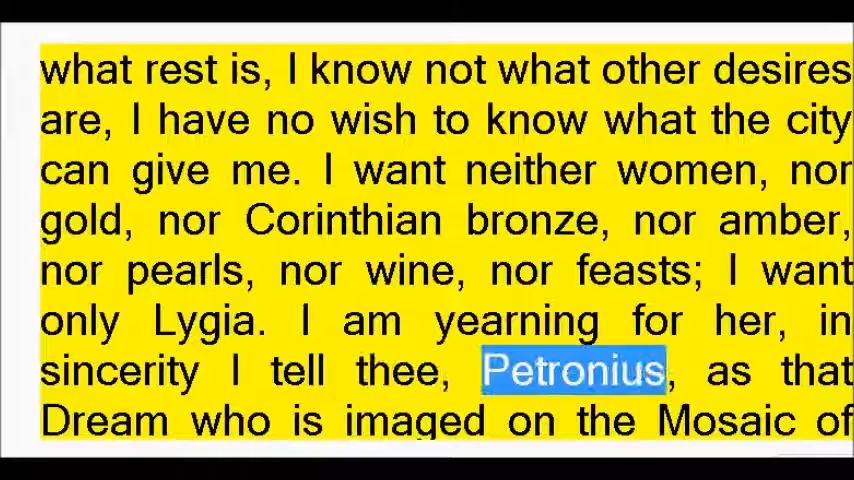 what rest is, I know not what other desires
are, I have no wish to know what the city
can give me. I want neither women, nor
gold, nor Corinthian bronze, nor amber,
nor pearls, nor wine, nor feasts; I want
only Lygia. I am yearning for her, in
sincerity I tell thee, Petronius, as that
Dream who is imaged on the Mosaic of